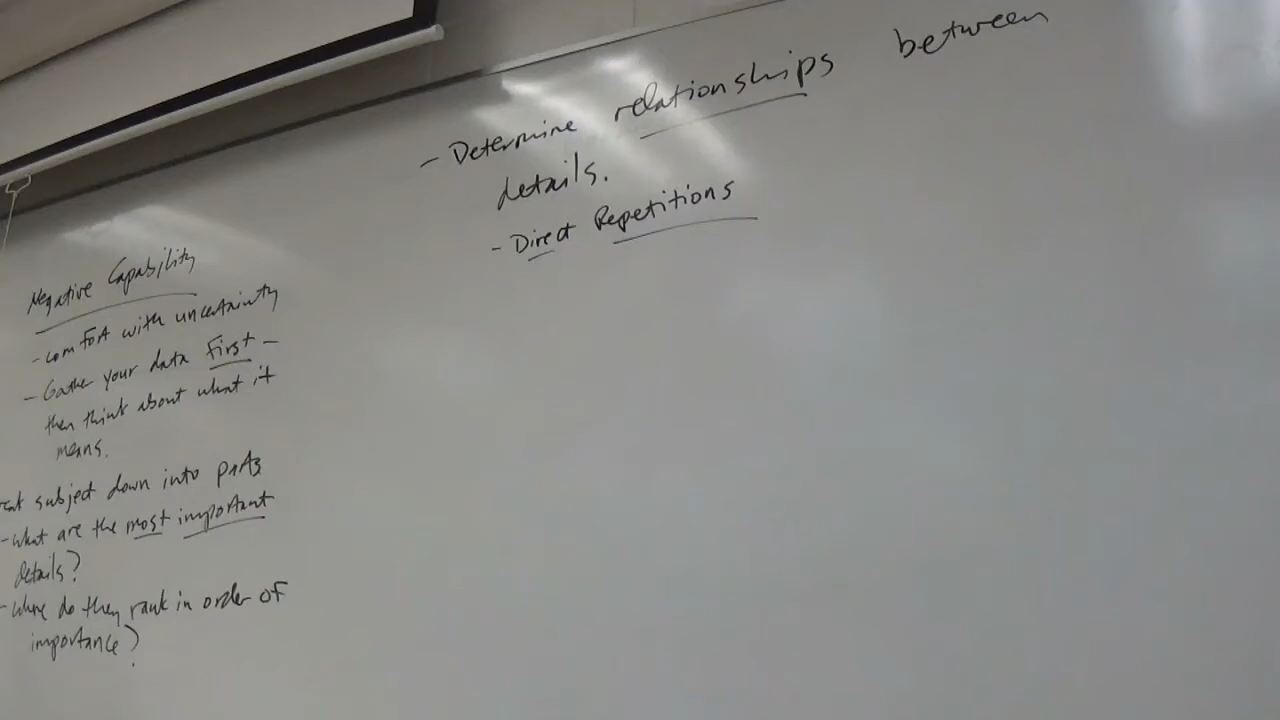 Negative Capability
- comfort with uncertainty
- Gather your data first -
then think about what it
means.
subject down into parts
- What are the most important
details?
- Where do they rank in order of
importance?
- Determine relationships between
details.
- Direct Repetitions